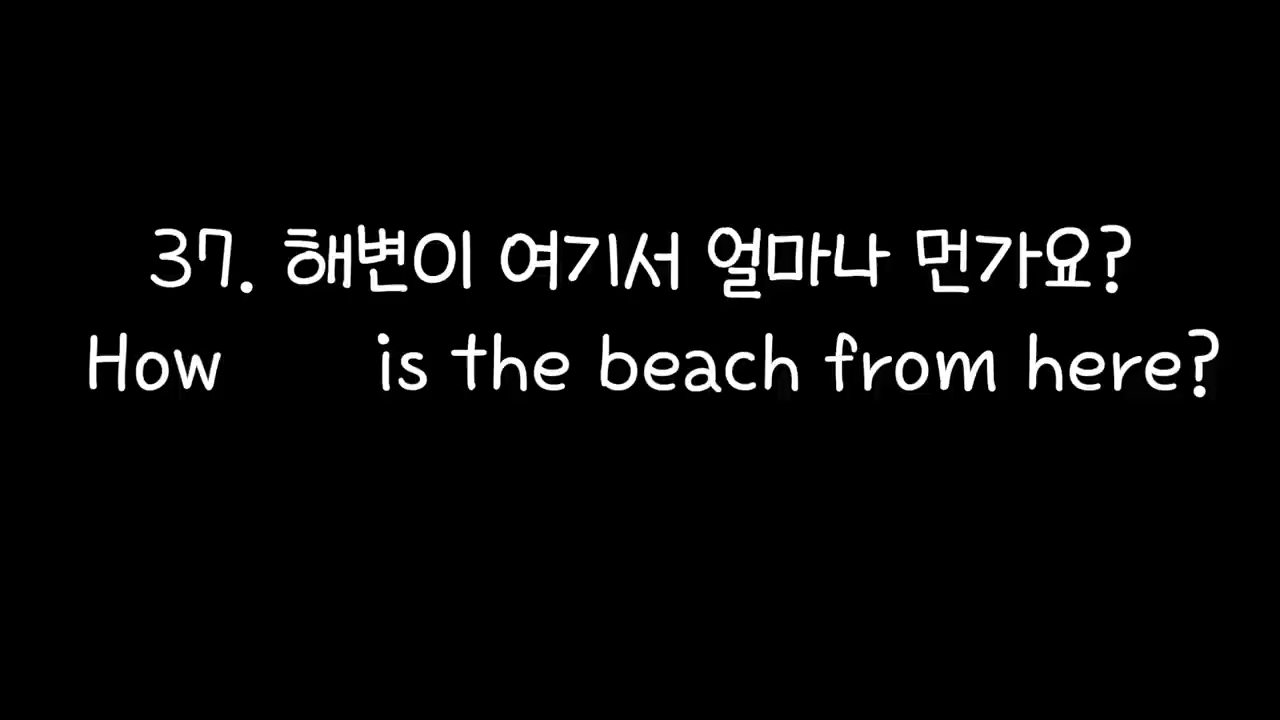 37. 해변이 여기서 얼마나 먼가요?
How is the beach from here?